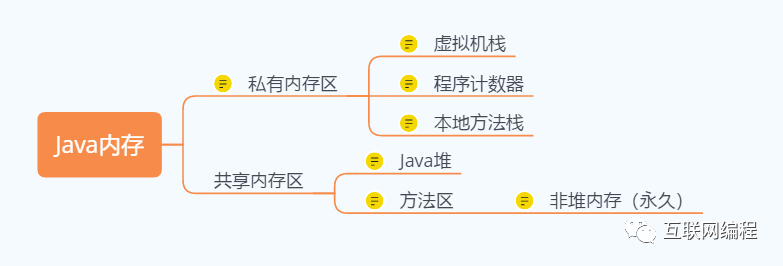 Java内存
私有内存区
虚拟机栈
程序计数器
本地方法栈
共享内存区
Java堆
方法区
非堆内存（永久）
互联网编程